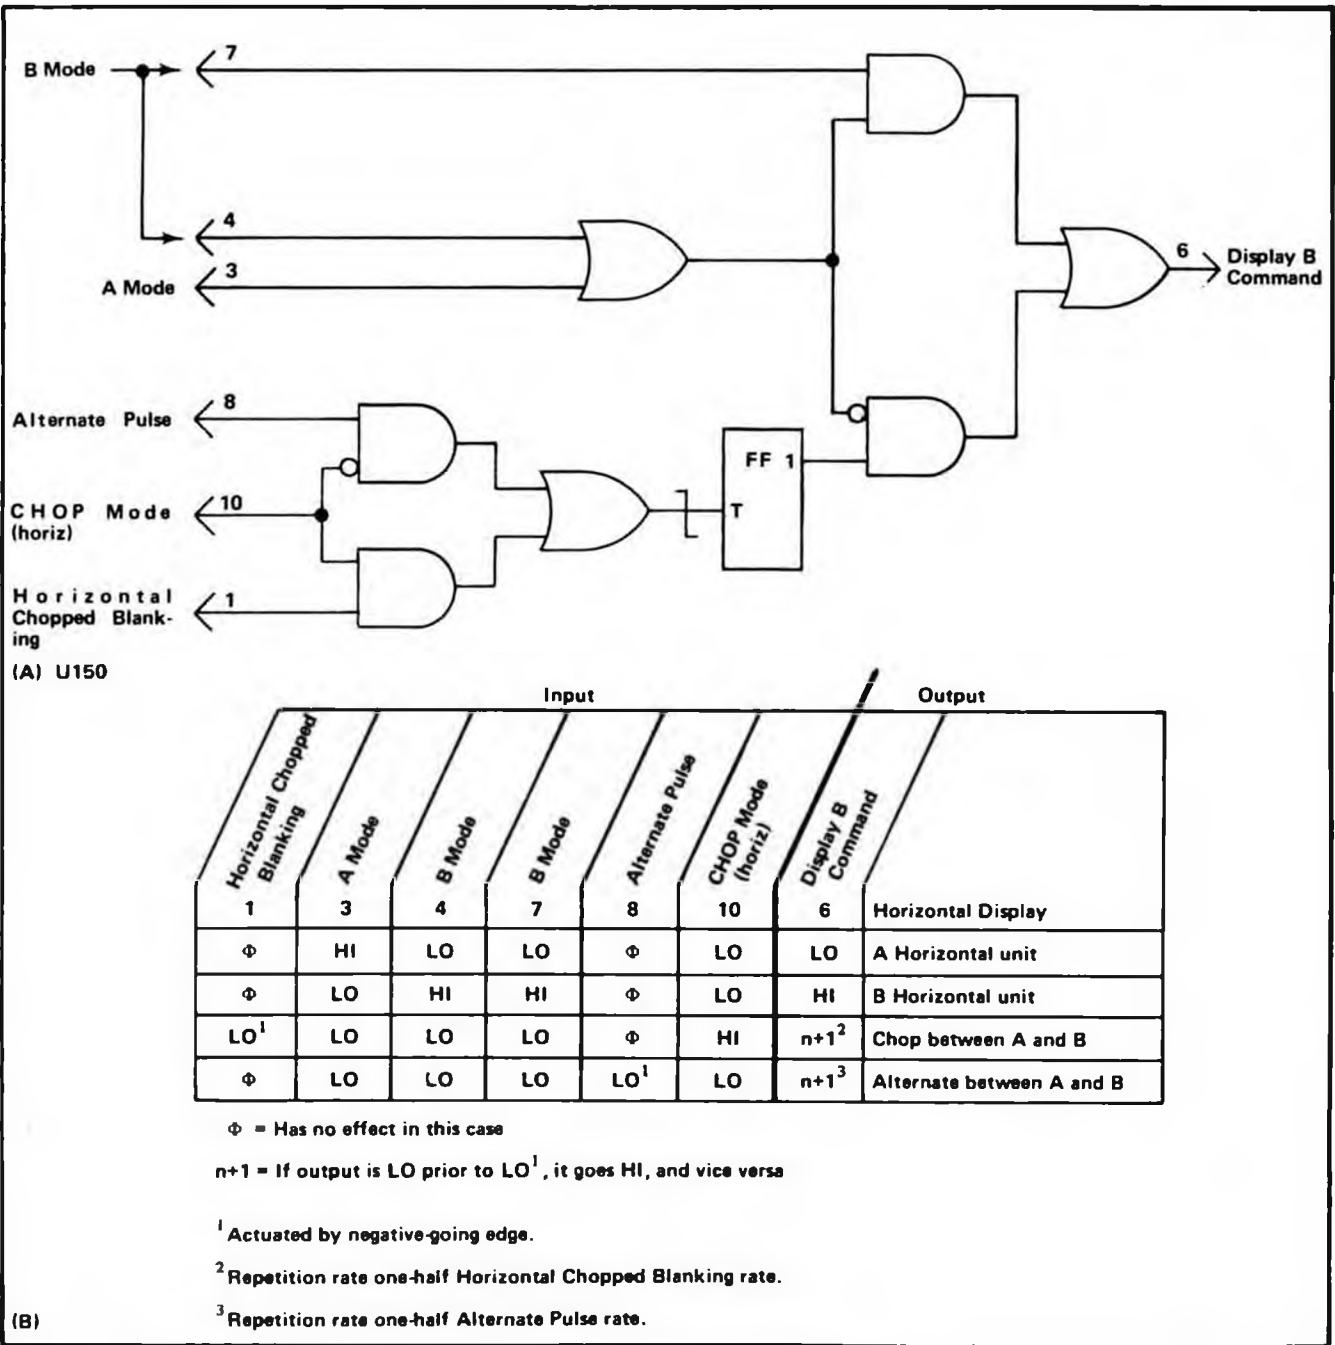 B Mode
7
4
3
A Mode
6
Display B
Command
Alternate Pulse
8
CHOP Mode
(horiz)
10
FF 1
T
Horizontal
Chopped Blank-
ing
1
(A) U150
Input
Output
Horizontal Chopped
Blanking
A Mode
B Mode
B Mode
Alternate Pulse
CHOP Mode
(horiz)
Display B
Command
1 3 4 7 8 10 6 Horizontal Display
Φ HI LO LO Φ LO LO A Horizontal unit
Φ LO HI HI Φ LO HI B Horizontal unit
LO¹ LO LO LO Φ HI n+1² Chop between A and B
Φ LO LO LO LO¹ LO n+1³ Alternate between A and B
Φ = Has no effect in this case
n+1 = If output is LO prior to LO¹, it goes HI, and vice versa
¹Actuated by negative-going edge.
²Repetition rate one-half Horizontal Chopped Blanking rate.
³Repetition rate one-half Alternate Pulse rate.
(B)